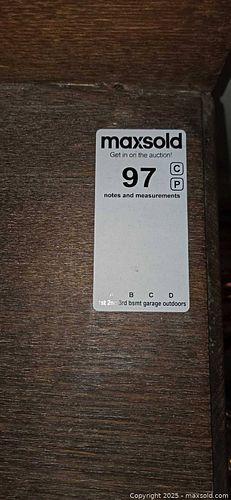 maxsold
Get in on the auction!
97 C
P
notes and measurements
B C D
1st 2nd 3rd bsmt garage outdoors
Copyright © 2025 - maxsold.com